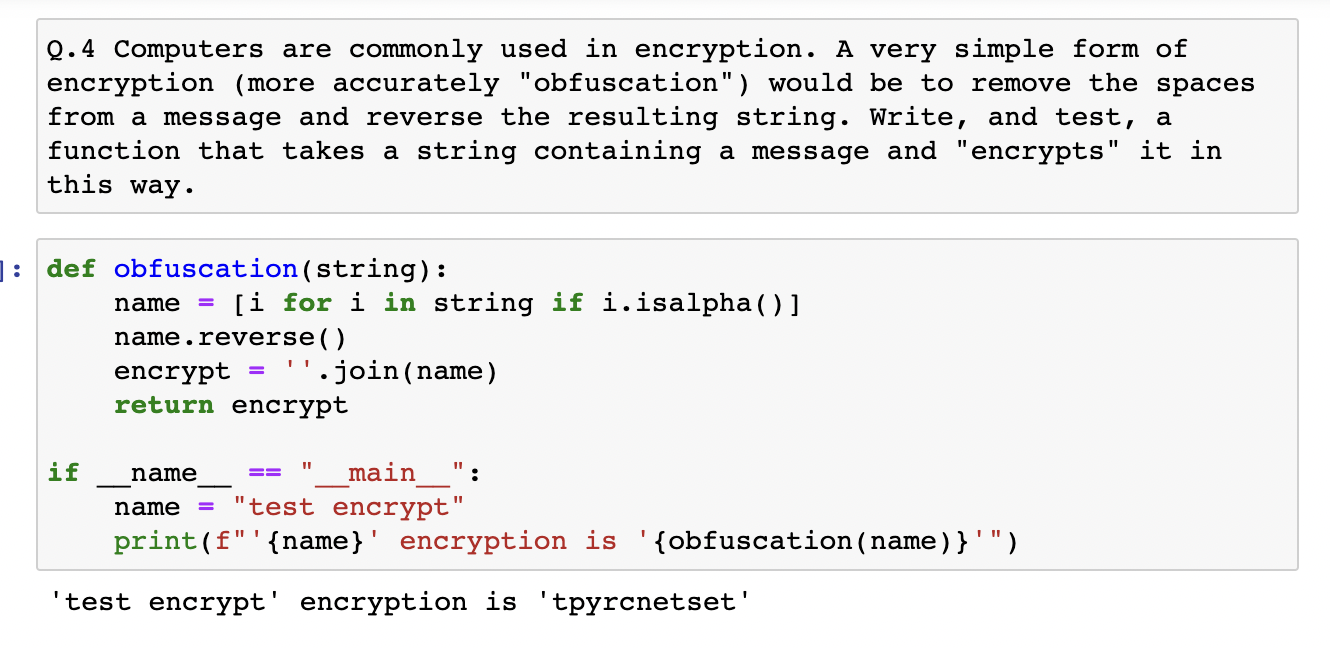 Q.4 Computers are commonly used in encryption. A very simple form of
encryption (more accurately "obfuscation") would be to remove the spaces
from a message and reverse the resulting string. Write, and test, a
function that takes a string containing a message and "encrypts" it in
this way.
]: def obfuscation(string):
    name = [i for i in string if i.isalpha()]
    name.reverse()
    encrypt = ''.join(name)
    return encrypt

if __name__ == "__main__":
    name = "test encrypt"
    print(f"'{name}' encryption is '{obfuscation(name)}'")
'test encrypt' encryption is 'tpyrcnetset'